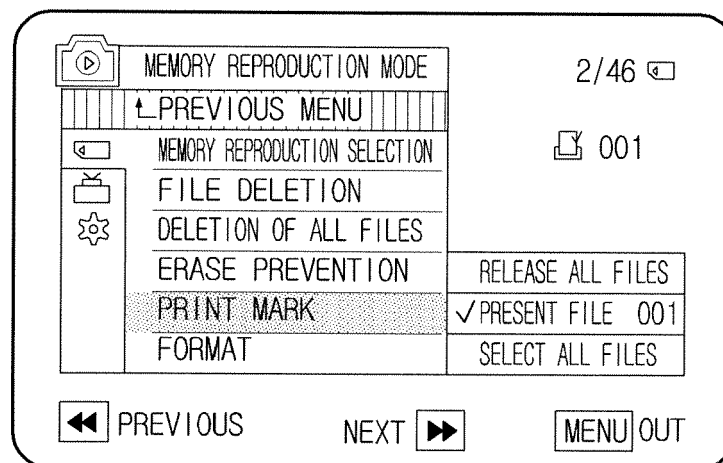 MEMORY REPRODUCTION MODE
2/46
PREVIOUS MENU
001
MEMORY REPRODUCTION SELECTION
FILE DELETION
DELETION OF ALL FILES
ERASE PREVENTION
RELEASE ALL FILES
PRINT MARK
PRESENT FILE 001
FORMAT
SELECT ALL FILES
PREVIOUS
NEXT
MENU OUT